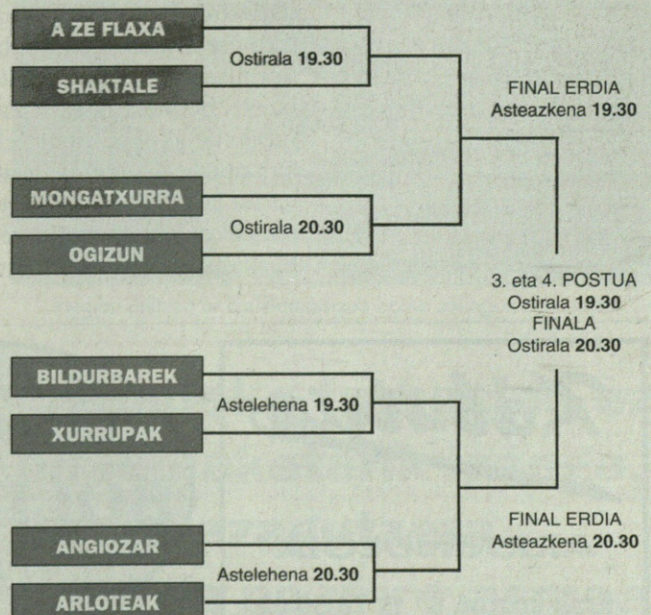 A ZE FLAXA
Ostirala 19.30
SHAKTALE
FINAL ERDIA
Asteazkena 19.30
MONGATXURRA
Ostirala 20.30
OGIZUN
3. eta 4. POSTUA
Ostirala 19.30
FINALA
Ostirala 20.30
BILDURBAREK
Astelehena 19.30
XURRUPAK
FINAL ERDIA
Asteazkena 20.30
ANGIOZAR
Astelehena 20.30
ARLOTEAK